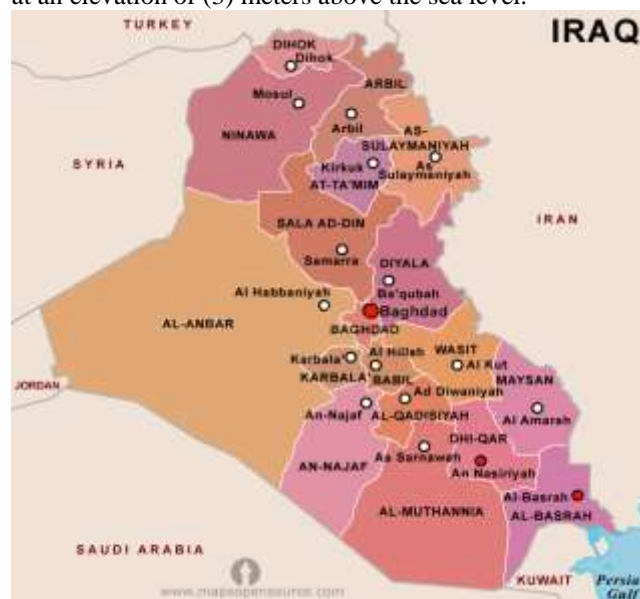 at an elevation of (3) meters above the sea level.
TURKEY
IRAQ
DIHOK
Dihok
ARBIL
Mosul
NINAWA
Arbil
AS-
SULAYMANIYAH
SYRIA
Kirkuk
As
Sulaymaniyah
AT-TA'MIM
SALA AD-DIN
IRAN
DIYALA
Samarra
Ba'qubah
Al Habbaniyah
Baghdad
AL-ANBAR
BAGHDAD
Al Hillah
WASIT
Karbala'
Al Kut
KARBALA'
BABIL
MAYSAN
JORDAN
Ad Diwaniyah
An-Najaf
AL-QADISIYAH
Al Amarah
DHI-QAR
As Samawah
AN-NAJAF
An Nasiriyah
Al-Basrah
AL-MUTHANNIA
AL-BASRAH
SAUDI ARABIA
KUWAIT
Persian
Gulf
www.mapsopensource.com